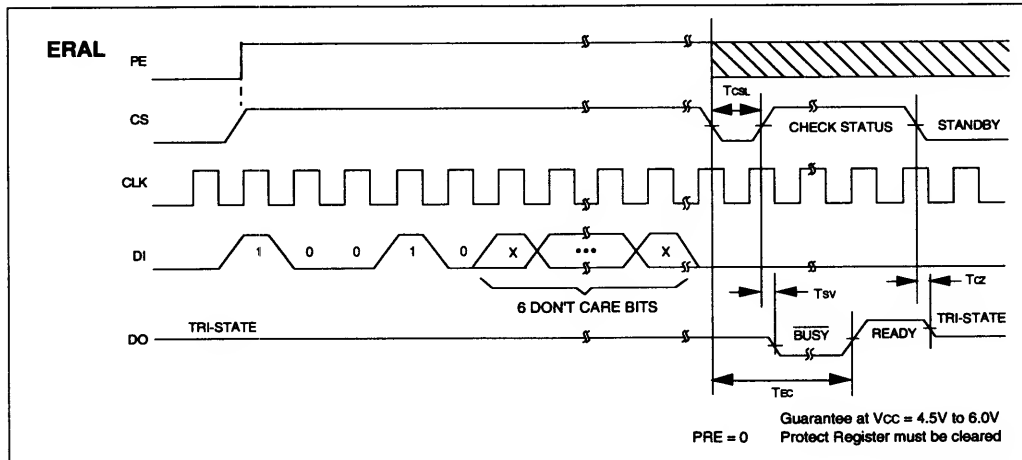 ERAL
PE
TCSL
CS
CHECK STATUS
STANDBY
CLK
DI
1 0 0 1 0 X ••• X
6 DON'T CARE BITS
TSV
TCZ
DO
TRI-STATE
BUSY
READY
TRI-STATE
TEC
Guarantee at VCC = 4.5V to 6.0V
PRE = 0 Protect Register must be cleared